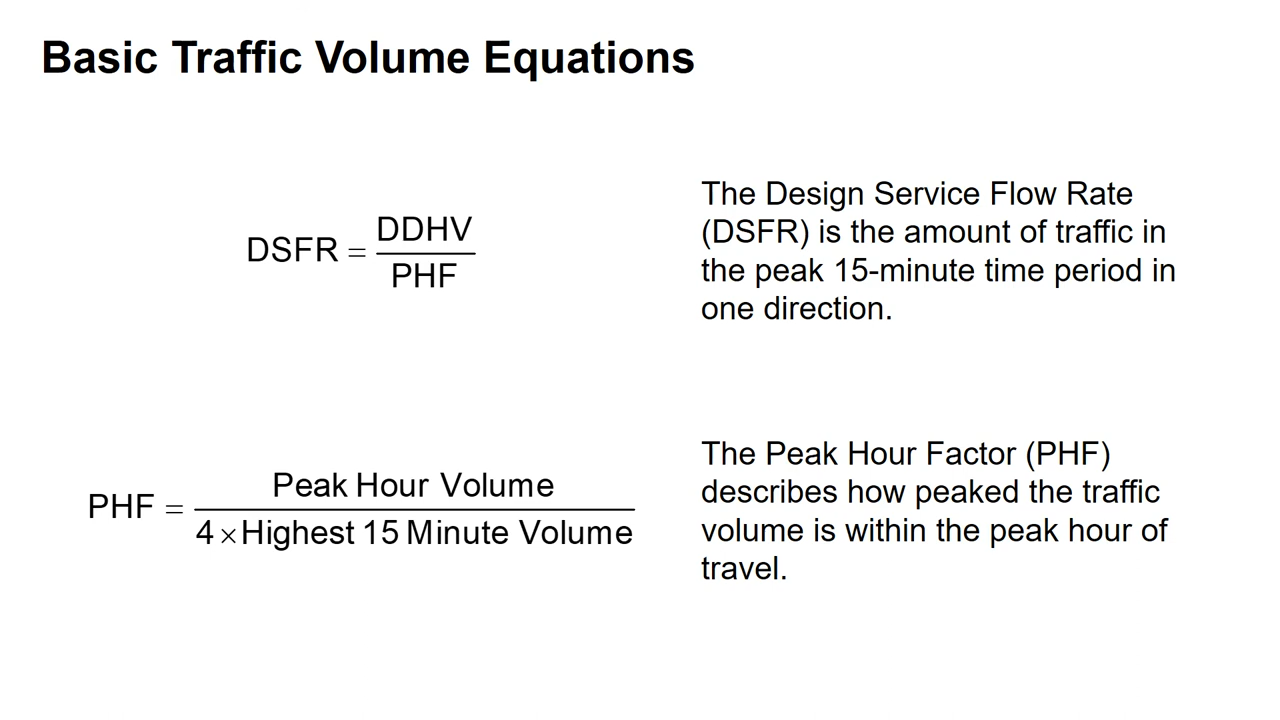 Basic Traffic Volume Equations
DSFR = DDHV / PHF
The Design Service Flow Rate
(DSFR) is the amount of traffic in
the peak 15-minute time period in
one direction.
PHF = Peak Hour Volume / 4 × Highest 15 Minute Volume
The Peak Hour Factor (PHF)
describes how peaked the traffic
volume is within the peak hour of
travel.